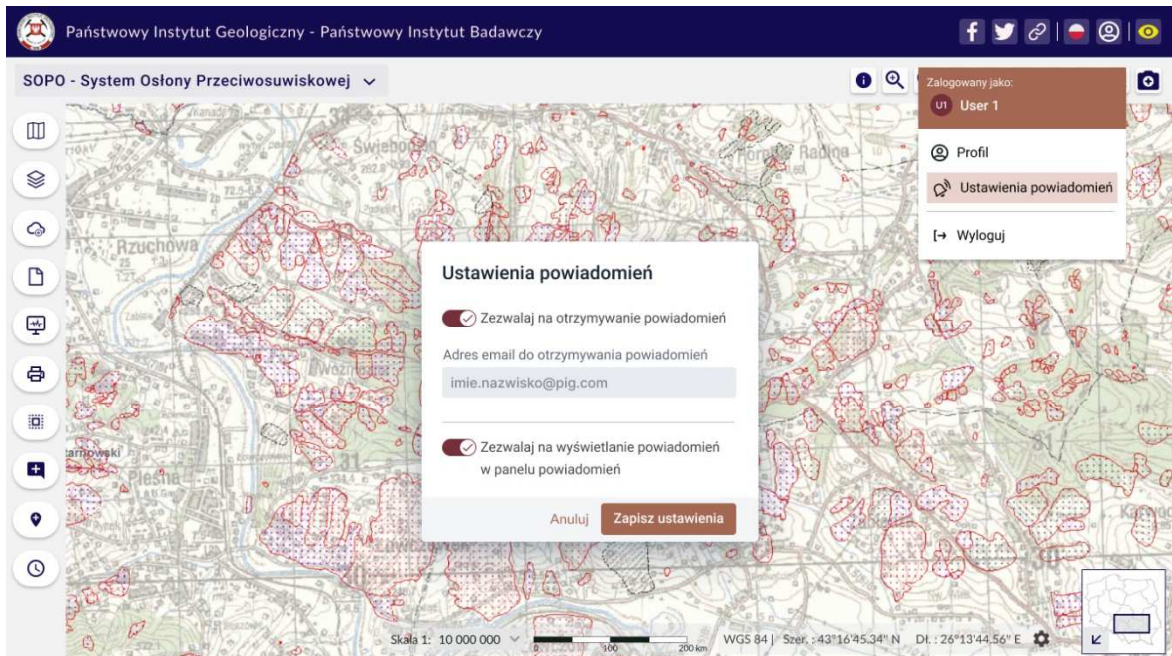 Państwowy Instytut Geologiczny - Państwowy Instytut Badawczy
SOPO - System Osłony Przeciwosuwiskowej
Zalogowany jako:
U1 User 1
Profil
Ustawienia powiadomień
Wyloguj
Rzuchowa
Ustawienia powiadomień
Zezwalaj na otrzymywanie powiadomień
Adres email do otrzymywania powiadomień
imie.nazwisko@pig.com
Zezwalaj na wyświetlanie powiadomień
w panelu powiadomień
Anuluj Zapisz ustawienia
Skala 1: 10 000 000
0 100 200 km
WGS 84 | Szer. : 43°16'45.34" N Dł. : 26°13'44.56" E